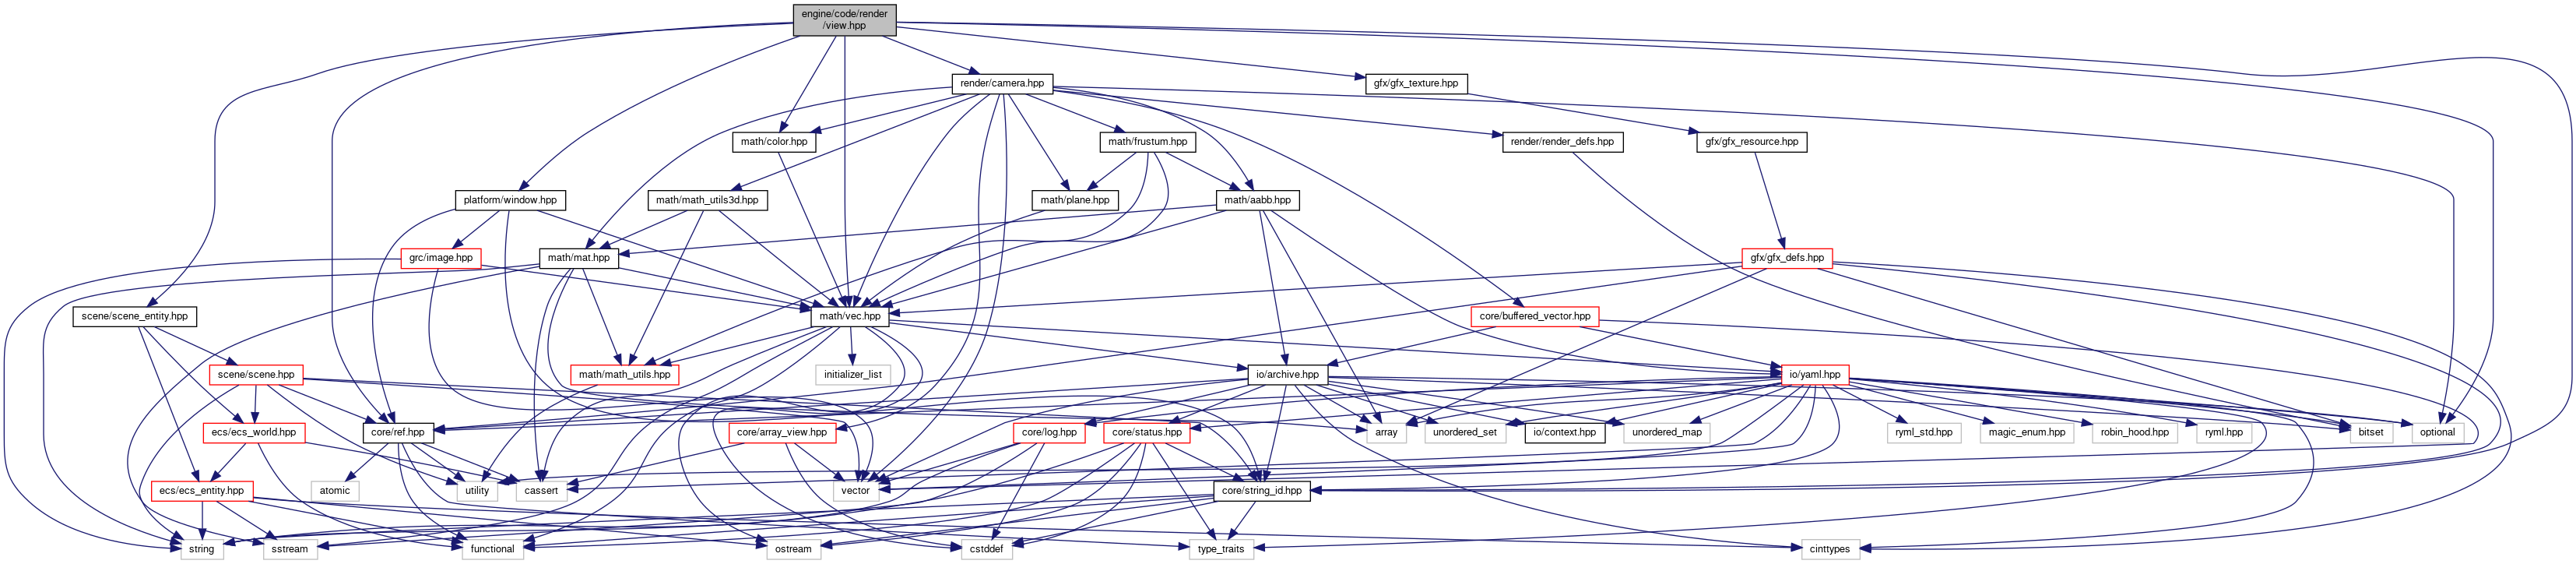 engine/code/render
/view.hpp
render/camera.hpp
gfx/gfx_texture.hpp
math/color.hpp
math/frustum.hpp
render/render_defs.hpp
gfx/gfx_resource.hpp
platform/window.hpp
math/math_utils3d.hpp
math/plane.hpp
math/aabb.hpp
grc/image.hpp
math/mat.hpp
gfx/gfx_defs.hpp
scene/scene_entity.hpp
math/vec.hpp
core/buffered_vector.hpp
scene/scene.hpp
math/math_utils.hpp
initializer_list
io/archive.hpp
io/yaml.hpp
ecs/ecs_world.hpp
core/ref.hpp
core/array_view.hpp
core/log.hpp
core/status.hpp
array
unordered_set
io/context.hpp
unordered_map
ryml_std.hpp
magic_enum.hpp
robin_hood.hpp
ryml.hpp
bitset
optional
ecs/ecs_entity.hpp
atomic
utility
cassert
vector
core/string_id.hpp
string
sstream
functional
ostream
cstddef
type_traits
cinttypes